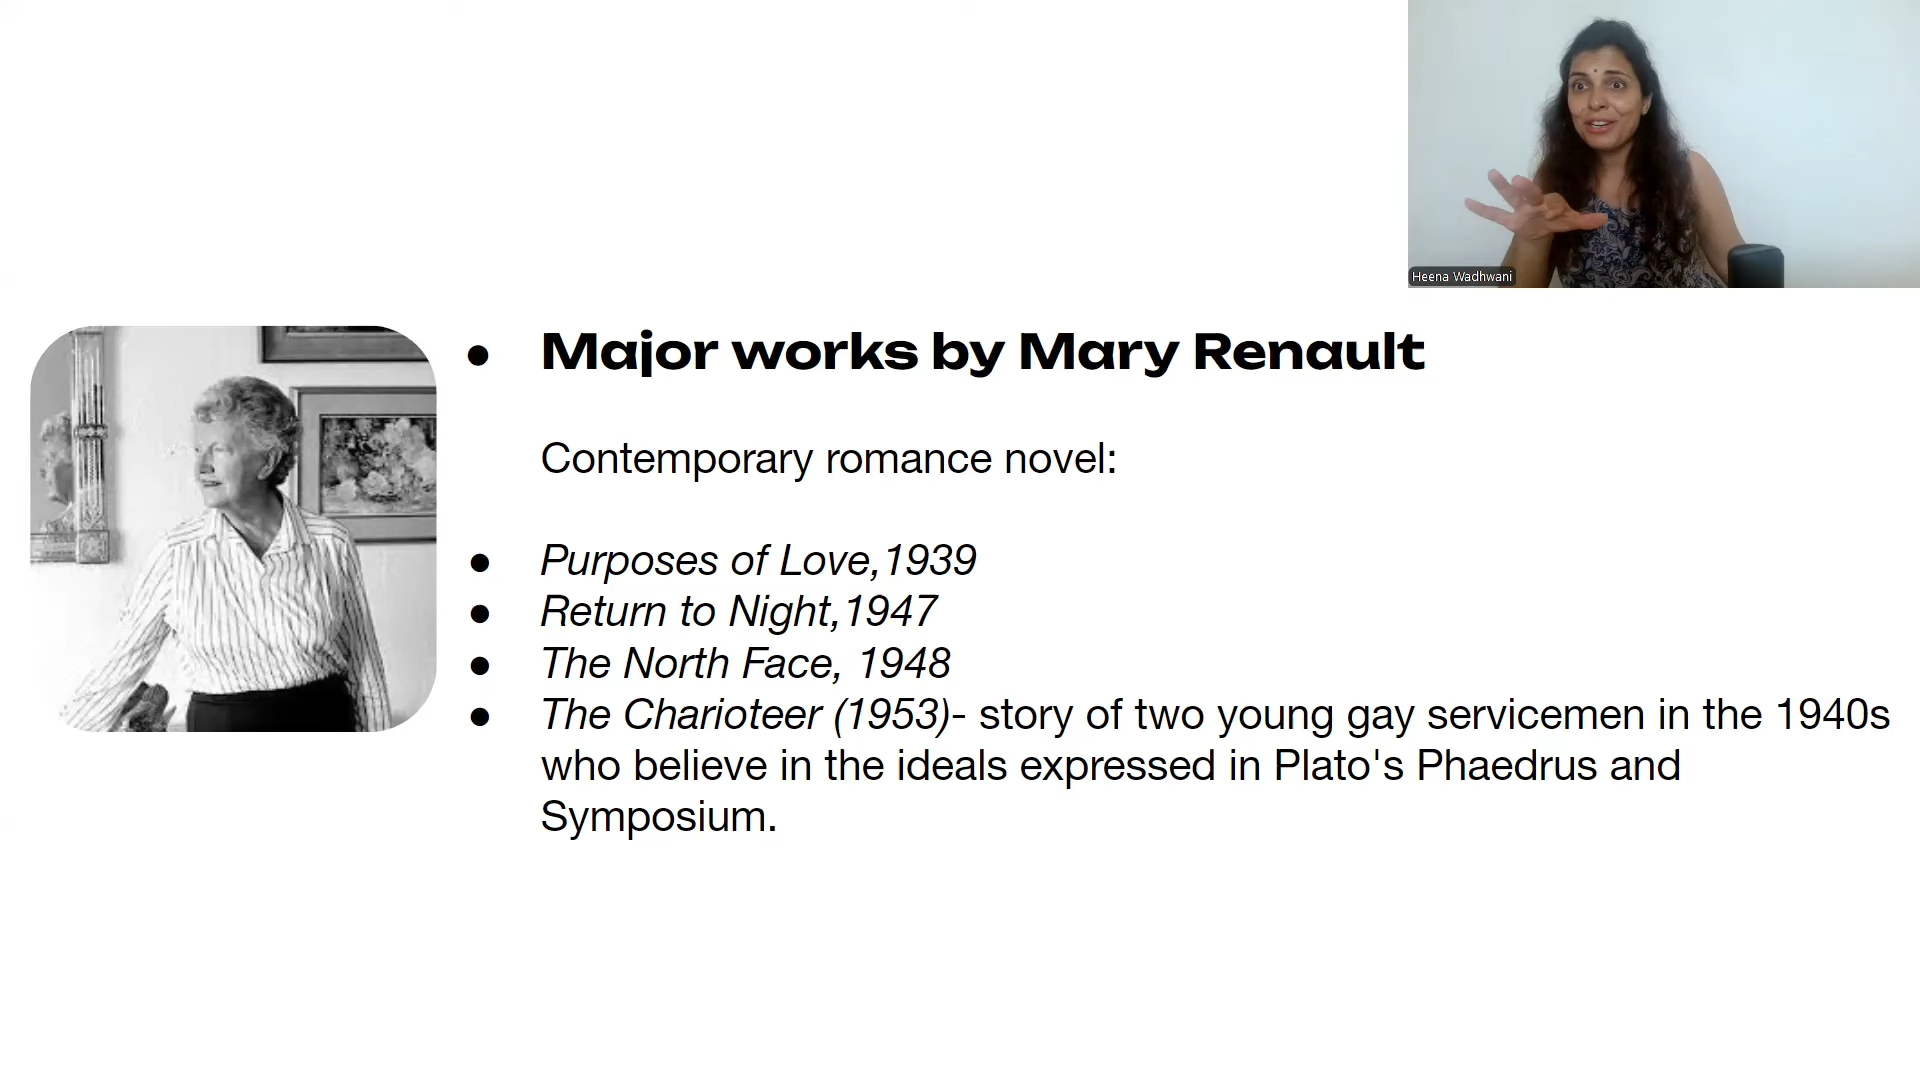 Heena Wadhwani
● Major works by Mary Renault
Contemporary romance novel:
● Purposes of Love,1939
● Return to Night,1947
● The North Face, 1948
● The Charioteer (1953)- story of two young gay servicemen in the 1940s
who believe in the ideals expressed in Plato's Phaedrus and
Symposium.